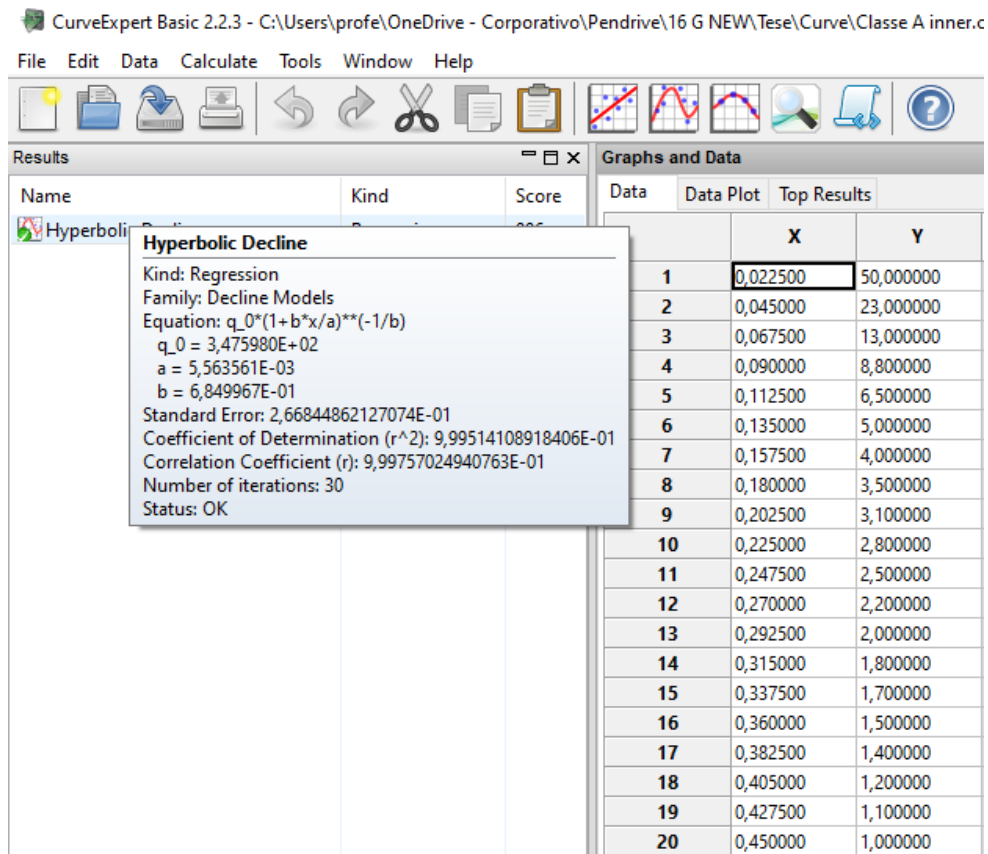 CurveExpert Basic 2.2.3 - C:\Users\profe\OneDrive - Corporativo\Pendrive\16 G NEW\Tese\Curve\Classe A inner.c
File Edit Data Calculate Tools Window Help
Results
Name Kind Score
Hyperboli
Hyperbolic Decline
Kind: Regression
Family: Decline Models
Equation: q_0*(1+b*x/a)**(-1/b)
q_0 = 3,475980E+02
a = 5,563561E-03
b = 6,849967E-01
Standard Error: 2,66844862127074E-01
Coefficient of Determination (r^2): 9,99514108918406E-01
Correlation Coefficient (r): 9,99757024940763E-01
Number of iterations: 30
Status: OK
Graphs and Data
Data Data Plot Top Results
X Y
1 0,022500 50,000000
2 0,045000 23,000000
3 0,067500 13,000000
4 0,090000 8,800000
5 0,112500 6,500000
6 0,135000 5,000000
7 0,157500 4,000000
8 0,180000 3,500000
9 0,202500 3,100000
10 0,225000 2,800000
11 0,247500 2,500000
12 0,270000 2,200000
13 0,292500 2,000000
14 0,315000 1,800000
15 0,337500 1,700000
16 0,360000 1,500000
17 0,382500 1,400000
18 0,405000 1,200000
19 0,427500 1,100000
20 0,450000 1,000000